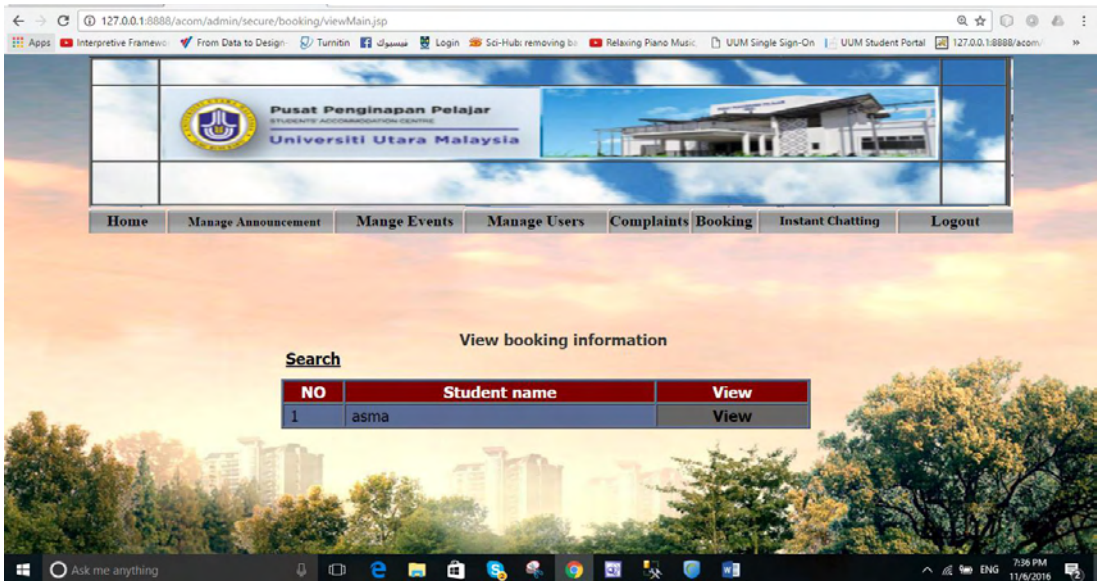 127.0.0.1:8888/acom/admin/secure/booking/viewMain.jsp
Apps Interpretive Framewo From Data to Design- Turnitin فيسبوك Login Sci-Hub: removing ba Relaxing Piano Music, UUM Single Sign-On UUM Student Portal 127.0.0.1:8888/acom/ »
Pusat Penginapan Pelajar
STUDENTS' ACCOMMODATION CENTRE
Universiti Utara Malaysia
Home Manage Announcement Mange Events Manage Users Complaints Booking Instant Chatting Logout
View booking information
Search
NO Student name View
1 asma View
Ask me anything ENG 7:36 PM
11/6/2016